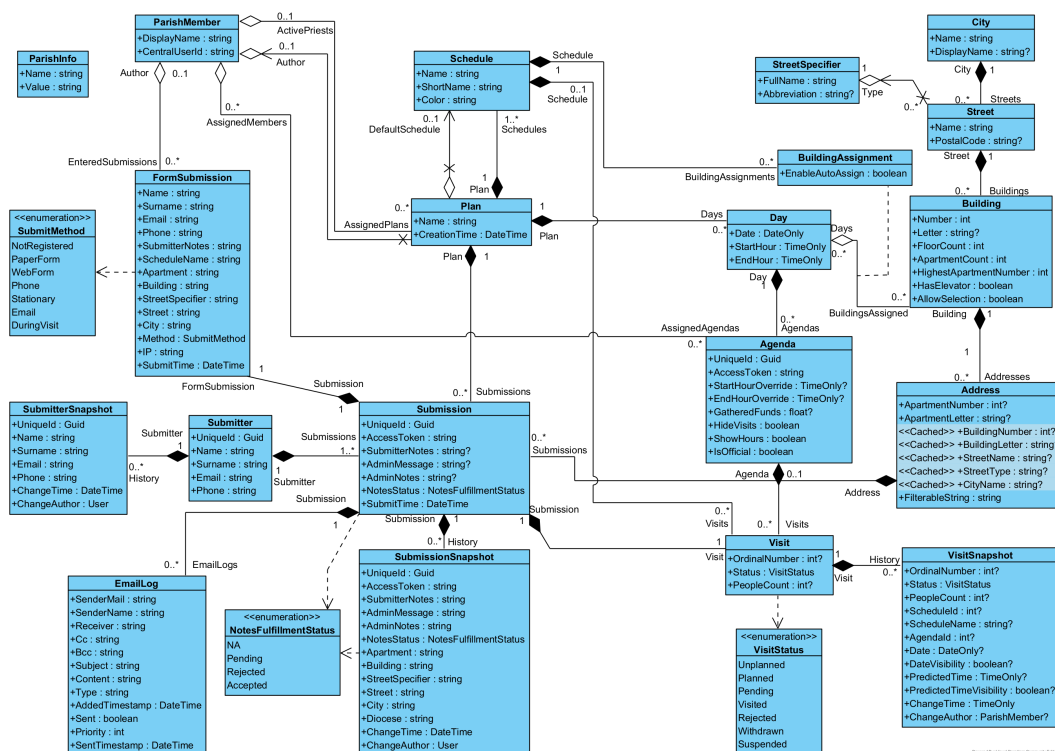 ParishInfo
+Name : string
+Value : string
ParishMember
+DisplayName : string
+CentralUserId : string
0..1
ActivePriests
0..1
Author
Author
0..1
0..*
AssignedMembers
EnteredSubmissions
0..*
AssignedPlans
0..*
Schedule
+Name : string
+ShortName : string
+Color : string
Schedule
1
0..1
Schedule
0..1
DefaultSchedule
1..*
Schedules
1
Plan
City
+Name : string
+DisplayName : string?
City
1
0..*
Streets
StreetSpecifier
+FullName : string
+Abbreviation : string?
1
Type
0..*
Street
+Name : string
+PostalCode : string?
Street
1
0..*
Buildings
BuildingAssignment
+EnableAutoAssign : boolean
0..*
BuildingAssignments
FormSubmission
+Name : string
+Surname : string
+Email : string
+Phone : string
+SubmitterNotes : string
+ScheduleName : string
+Apartment : string
+Building : string
+StreetSpecifier : string
+Street : string
+City : string
+Method : SubmitMethod
+IP : string
+SubmitTime : DateTime
<<enumeration>>
SubmitMethod
NotRegistered
PaperForm
WebForm
Phone
Stationary
Email
DuringVisit
Plan
+Name : string
+CreationTime : DateTime
1
Plan
Plan
1
Days
0..*
Day
+Date : DateOnly
+StartHour : TimeOnly
+EndHour : TimeOnly
Days
0..*
0..*
BuildingsAssigned
Day
1
0..*
Agendas
Building
+Number : int
+Letter : string?
+FloorCount : int
+ApartmentCount : int
+HighestApartmentNumber : int
+HasElevator : boolean
+AllowSelection : boolean
Building
1
1
0..*
Addresses
AssignedAgendas
0..*
Agenda
+UniqueId : Guid
+AccessToken : string
+StartHourOverride : TimeOnly?
+EndHourOverride : TimeOnly?
+GatheredFunds : float?
+HideVisits : boolean
+ShowHours : boolean
+IsOfficial : boolean
Agenda
0..1
0..*
Visits
Address
+ApartmentNumber : int?
+ApartmentLetter : string?
<<Cached>> +BuildingNumber : int?
<<Cached>> +BuildingLetter : string
<<Cached>> +StreetName : string?
<<Cached>> +StreetType : string?
<<Cached>> +CityName : string?
+FilterableString : string
1
Address
1
FormSubmission
Submission
1
0..*
Submissions
Submission
+UniqueId : Guid
+AccessToken : string
+SubmitterNotes : string?
+AdminMessage : string?
+AdminNotes : string?
+NotesStatus : NotesFulfillmentStatus
+SubmitTime : DateTime
0..*
Submissions
SubmitterSnapshot
+UniqueId : Guid
+Name : string
+Surname : string
+Email : string
+Phone : string
+ChangeTime : DateTime
+ChangeAuthor : User
Submitter
1
0..*
History
Submitter
+UniqueId : Guid
+Name : string
+Surname : string
+Email : string
+Phone : string
Submissions
1..*
1
Submitter
Submission
1
0..*
EmailLogs
Submission
1
0..*
History
Submission
1
1
Visit
0..*
Visits
Visit
+OrdinalNumber : int?
+Status : VisitStatus
+PeopleCount : int?
1
Visit
History
0..*
VisitSnapshot
+OrdinalNumber : int?
+Status : VisitStatus
+PeopleCount : int?
+ScheduleId : int?
+ScheduleName : string?
+AgendaId : int?
+Date : DateOnly?
+DateVisibility : boolean?
+PredictedTime : TimeOnly?
+PredictedTimeVisibility : boolean?
+ChangeTime : TimeOnly
+ChangeAuthor : ParishMember?
EmailLog
+SenderMail : string
+SenderName : string
+Receiver : string
+Cc : string
+Bcc : string
+Subject : string
+Content : string
+Type : string
+AddedTimestamp : DateTime
+Sent : boolean
+Priority : int
+SentTimestamp : DateTime
<<enumeration>>
NotesFulfillmentStatus
NA
Pending
Rejected
Accepted
SubmissionSnapshot
+UniqueId : Guid
+AccessToken : string
+SubmitterNotes : string
+AdminMessage : string
+AdminNotes : string
+NotesStatus : NotesFulfillmentStatus
+Apartment : string
+Building : string
+StreetSpecifier : string
+Street : string
+City : string
+Diocese : string
+ChangeTime : DateTime
+ChangeAuthor : User
<<enumeration>>
VisitStatus
Unplanned
Planned
Pending
Visited
Rejected
Withdrawn
Suspended